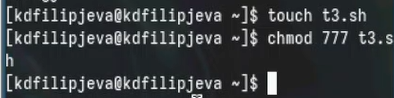 [kdfilipjeva@kdfilipjeva ~]$ touch t3.sh
[kdfilipjeva@kdfilipjeva ~]$ chmod 777 t3.s
h
[kdfilipjeva@kdfilipjeva ~]$